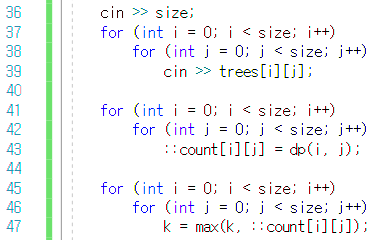 36 cin >> size;
37 for (int i = 0; i < size; i++)
38 for (int j = 0; j < size; j++)
39 cin >> trees[i][j];
40
41 for (int i = 0; i < size; i++)
42 for (int j = 0; j < size; j++)
43 ::count[i][j] = dp(i, j);
44
45 for (int i = 0; i < size; i++)
46 for (int j = 0; j < size; j++)
47 k = max(k, ::count[i][j]);